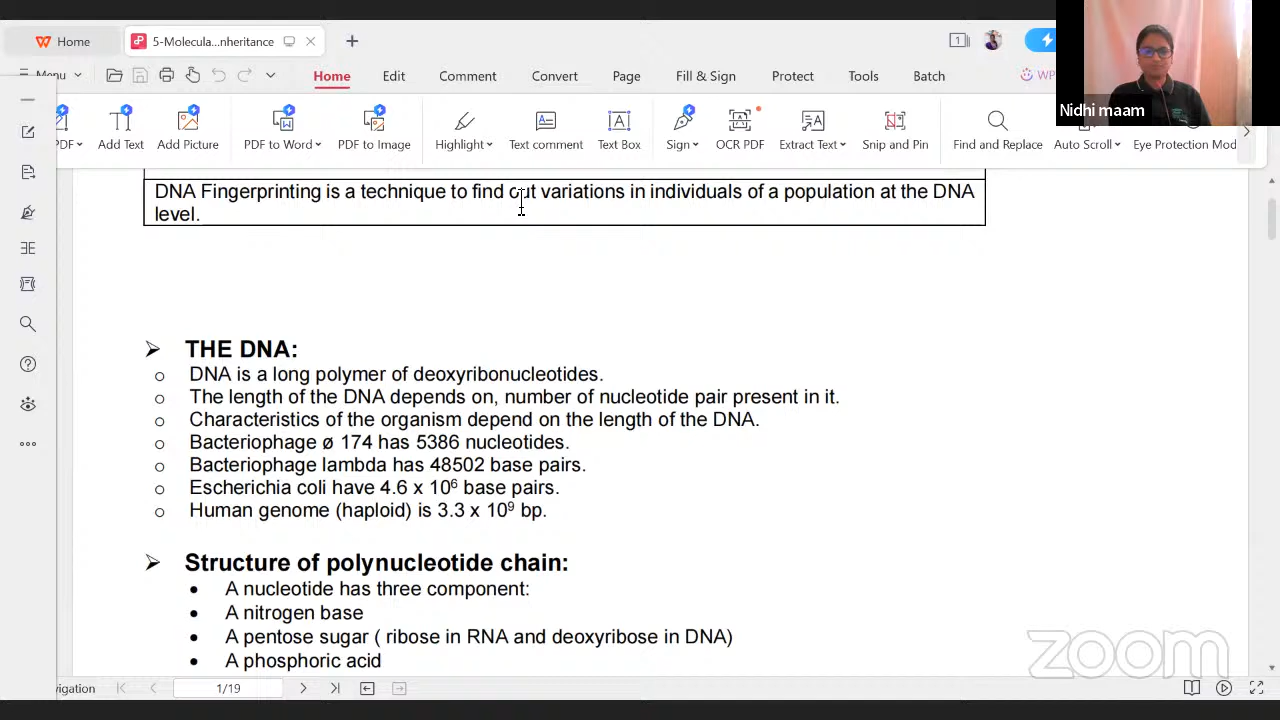 Home
5-Molecula...nheritance
Menu
Home Edit Comment Convert Page Fill & Sign Protect Tools Batch
WP
Nidhi maam
PDF Add Text Add Picture PDF to Word PDF to Image Highlight Text comment Text Box Sign OCR PDF Extract Text Snip and Pin Find and Replace Auto Scroll Eye Protection Mod
DNA Fingerprinting is a technique to find out variations in individuals of a population at the DNA
level.
THE DNA:
DNA is a long polymer of deoxyribonucleotides.
The length of the DNA depends on, number of nucleotide pair present in it.
Characteristics of the organism depend on the length of the DNA.
Bacteriophage ø 174 has 5386 nucleotides.
Bacteriophage lambda has 48502 base pairs.
Escherichia coli have 4.6 x 10⁶ base pairs.
Human genome (haploid) is 3.3 x 10⁹ bp.
Structure of polynucleotide chain:
A nucleotide has three component:
A nitrogen base
A pentose sugar ( ribose in RNA and deoxyribose in DNA)
A phosphoric acid
zoom
vigation 1/19